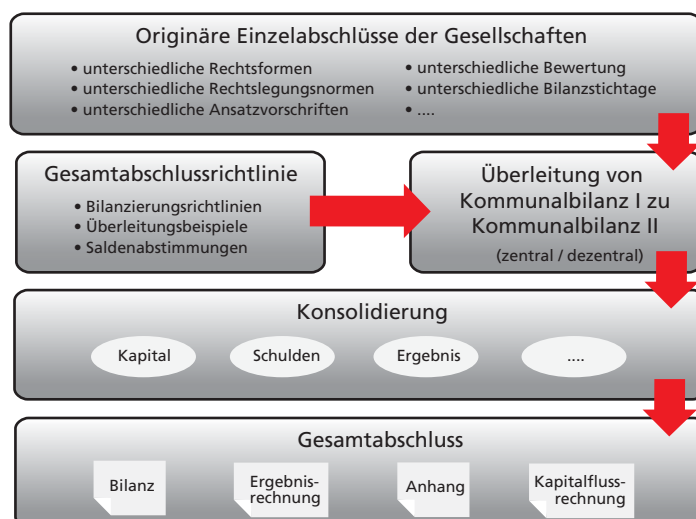 Originäre Einzelabschlüsse der Gesellschaften
• unterschiedliche Rechtsformen
• unterschiedliche Rechtslegungsnormen
• unterschiedliche Ansatzvorschriften
• unterschiedliche Bewertung
• unterschiedliche Bilanzstichtage
• ....
Gesamtabschlussrichtlinie
• Bilanzierungsrichtlinien
• Überleitungsbeispiele
• Saldenabstimmungen
Überleitung von
Kommunalbilanz I zu
Kommunalbilanz II
(zentral / dezentral)
Konsolidierung
Kapital
Schulden
Ergebnis
....
Gesamtabschluss
Bilanz
Ergebnis-
rechnung
Anhang
Kapitalfluss-
rechnung